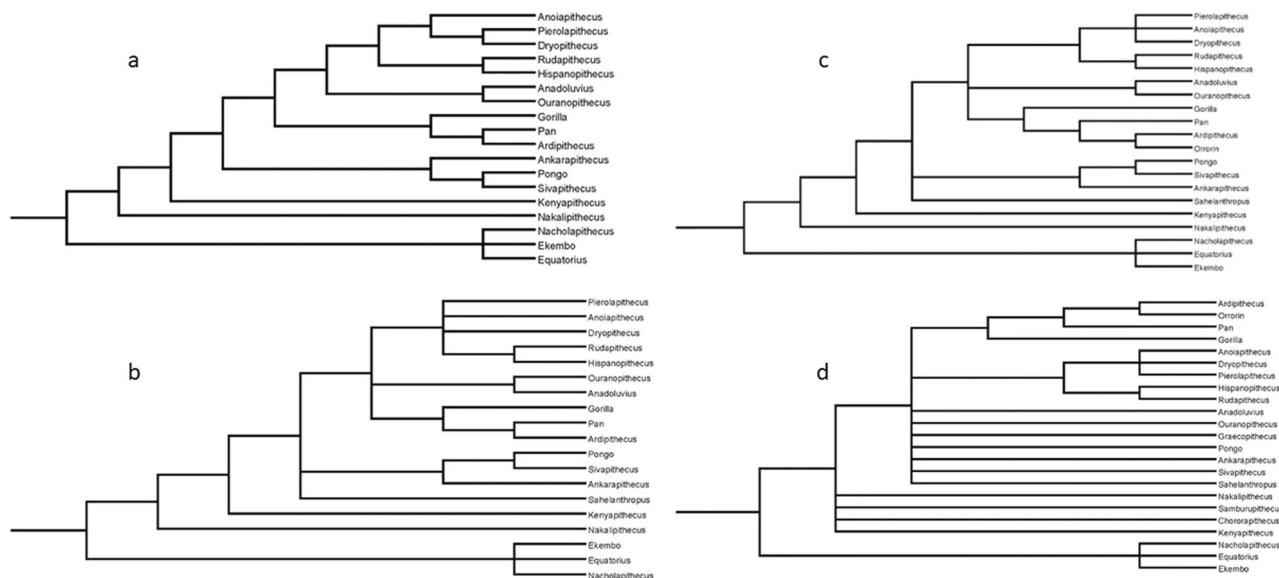 a
Anoiapithecus
Pierolapithecus
Dryopithecus
Rudapithecus
Hispanopithecus
Anadoluvius
Ouranopithecus
Gorilla
Pan
Ardipithecus
Ankarapithecus
Pongo
Sivapithecus
Kenyapithecus
Nakalipithecus
Nacholapithecus
Ekembo
Equatorius
c
Pierolapithecus
Anoiapithecus
Dryopithecus
Rudapithecus
Hispanopithecus
Anadoluvius
Ouranopithecus
Gorilla
Pan
Ardipithecus
Orrorin
Pongo
Sivapithecus
Ankarapithecus
Sahelanthropus
Kenyapithecus
Nakalipithecus
Nacholapithecus
Equatorius
Ekembo
b
Pierolapithecus
Anoiapithecus
Dryopithecus
Rudapithecus
Hispanopithecus
Ouranopithecus
Anadoluvius
Gorilla
Pan
Ardipithecus
Pongo
Sivapithecus
Ankarapithecus
Sahelanthropus
Kenyapithecus
Nakalipithecus
Ekembo
Equatorius
Nacholapithecus
d
Ardipithecus
Orrorin
Pan
Gorilla
Anoiapithecus
Dryopithecus
Pierolapithecus
Hispanopithecus
Rudapithecus
Anadoluvius
Ouranopithecus
Graecopithecus
Pongo
Ankarapithecus
Sivapithecus
Sahelanthropus
Nakalipithecus
Samburupithecu
Chororapithecus
Kenyapithecus
Nacholapithecus
Equatorius
Ekembo